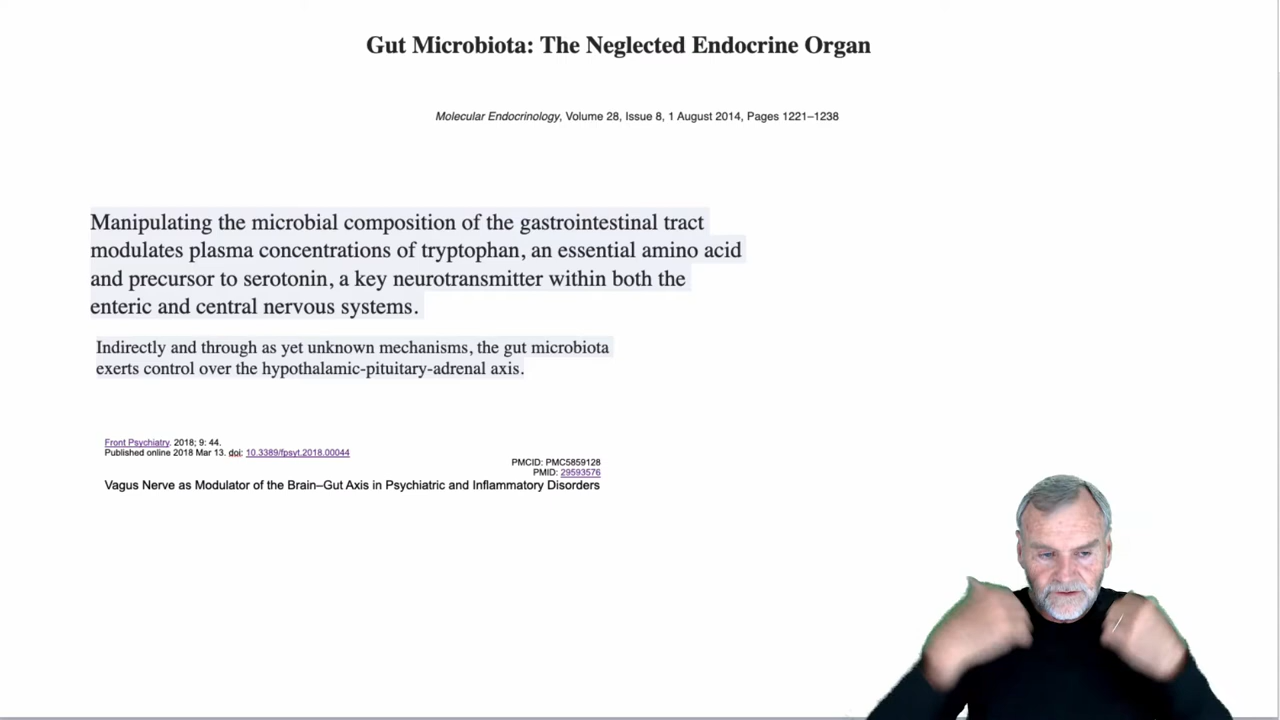 Gut Microbiota: The Neglected Endocrine Organ
Molecular Endocrinology, Volume 28, Issue 8, 1 August 2014, Pages 1221–1238
Manipulating the microbial composition of the gastrointestinal tract
modulates plasma concentrations of tryptophan, an essential amino acid
and precursor to serotonin, a key neurotransmitter within both the
enteric and central nervous systems.
Indirectly and through as yet unknown mechanisms, the gut microbiota
exerts control over the hypothalamic-pituitary-adrenal axis.
Front Psychiatry. 2018; 9: 44.
Published online 2018 Mar 13. doi: 10.3389/fpsyt.2018.00044
PMCID: PMC5859128
PMID: 29593576
Vagus Nerve as Modulator of the Brain–Gut Axis in Psychiatric and Inflammatory Disorders